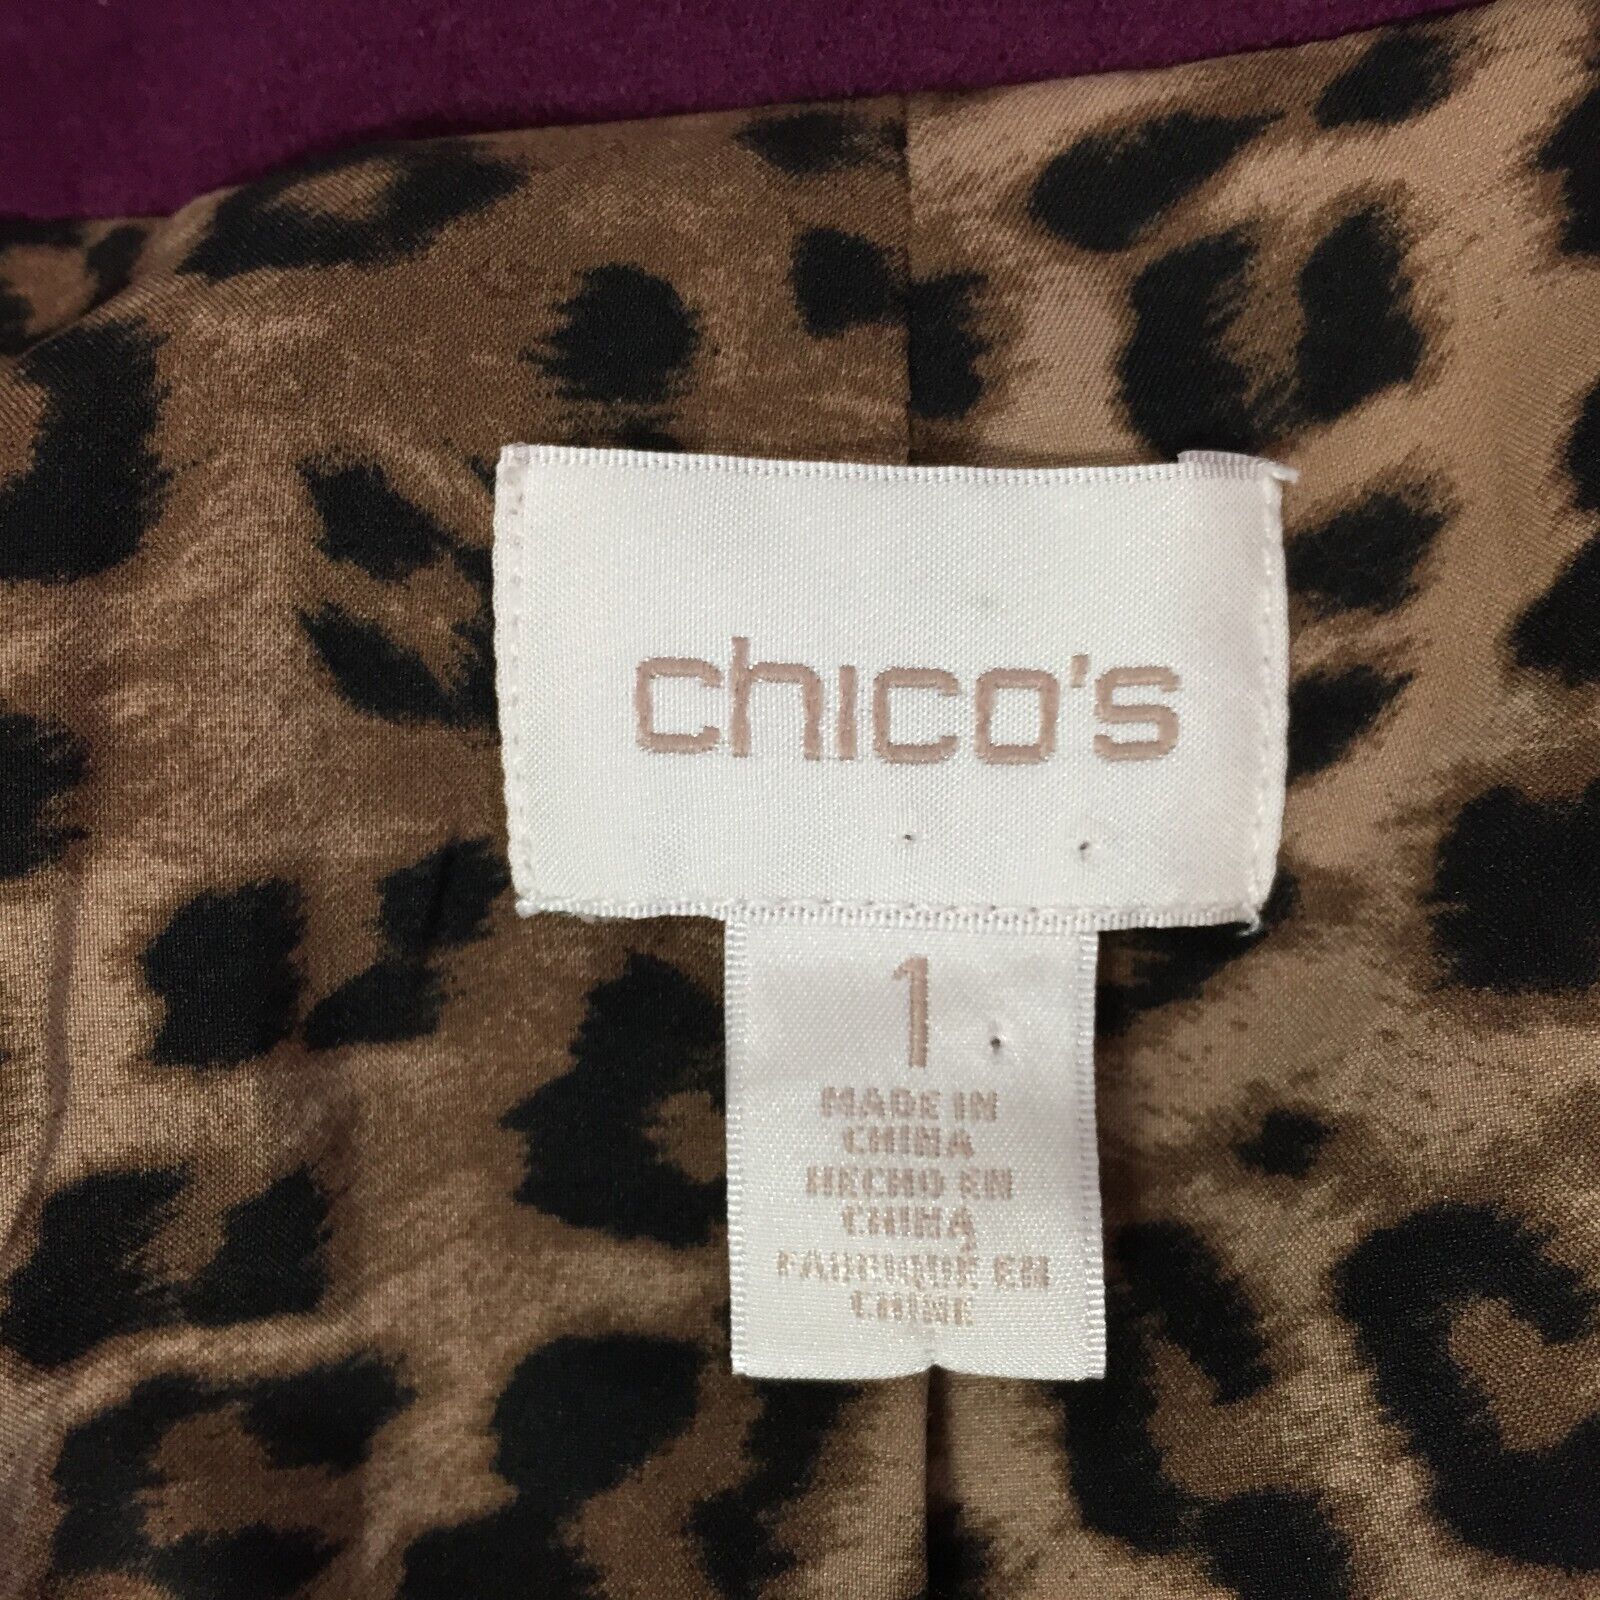 chico's
1
MADE IN
CHINA
HECHO EN
CHINA
FABRIQUÉ EN
CHINE